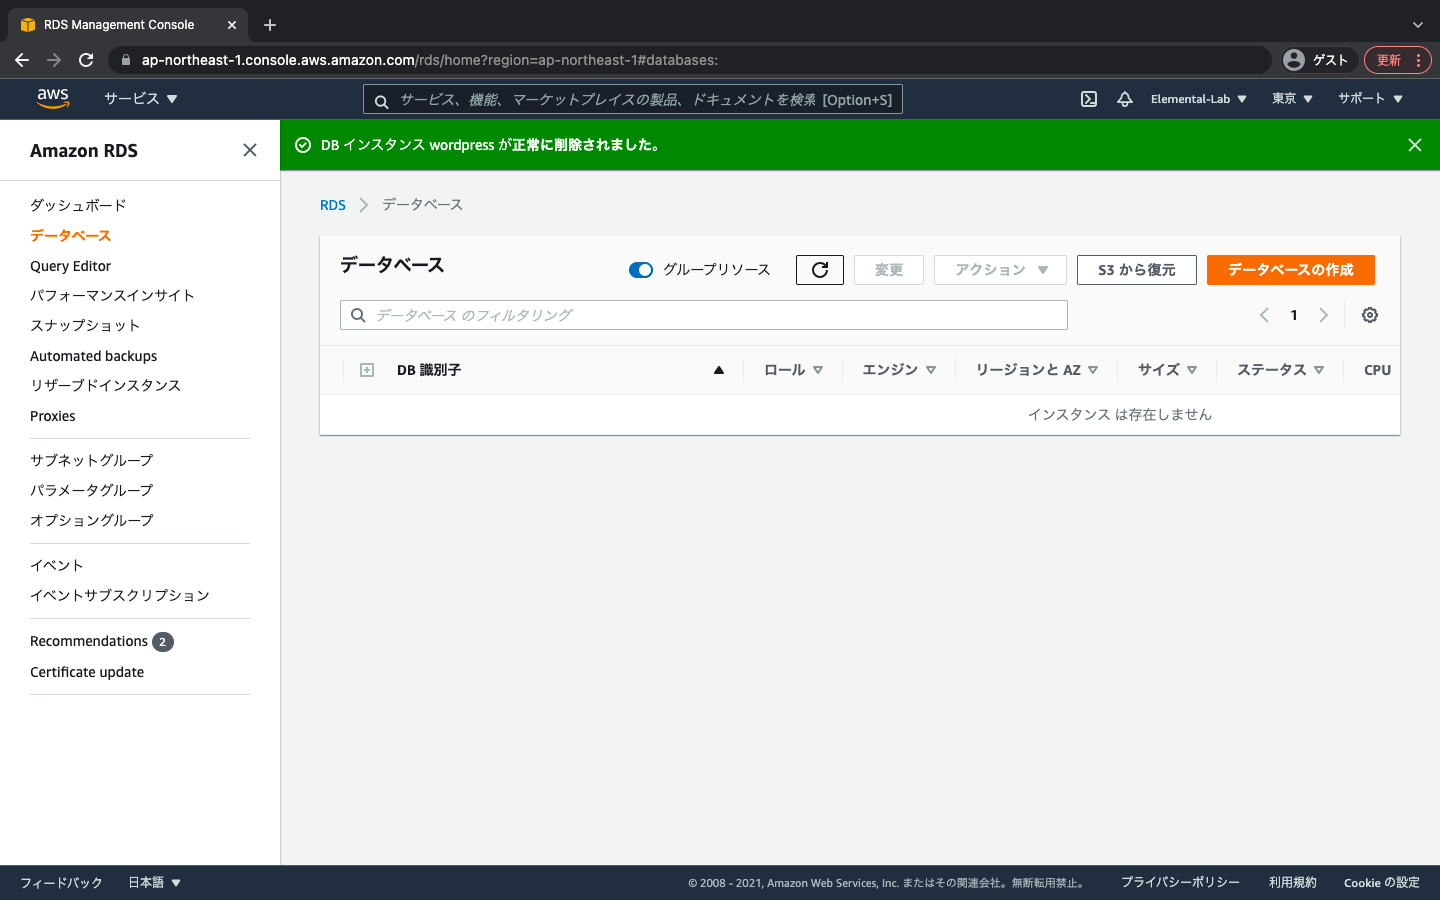 RDS Management Console
ap-northeast-1.console.aws.amazon.com/rds/home?region=ap-northeast-1#databases:
ゲスト
更新
aws
サービス
サービス、機能、マーケットプレイスの製品、ドキュメントを検索 [Option+S]
Elemental-Lab
東京
サポート
Amazon RDS
ダッシュボード
データベース
Query Editor
パフォーマンスインサイト
スナップショット
Automated backups
リザーブドインスタンス
Proxies
サブネットグループ
パラメータグループ
オプショングループ
イベント
イベントサブスクリプション
Recommendations 2
Certificate update
DB インスタンス wordpress が正常に削除されました。
RDS
データベース
データベース
グループリソース
変更
アクション
S3 から復元
データベースの作成
データベース のフィルタリング
1
DB 識別子
ロール
エンジン
リージョンと AZ
サイズ
ステータス
CPU
インスタンス は存在しません
フィードバック
日本語
© 2008 - 2021, Amazon Web Services, Inc. またはその関連会社。無断転用禁止。
プライバシーポリシー
利用規約
Cookie の設定